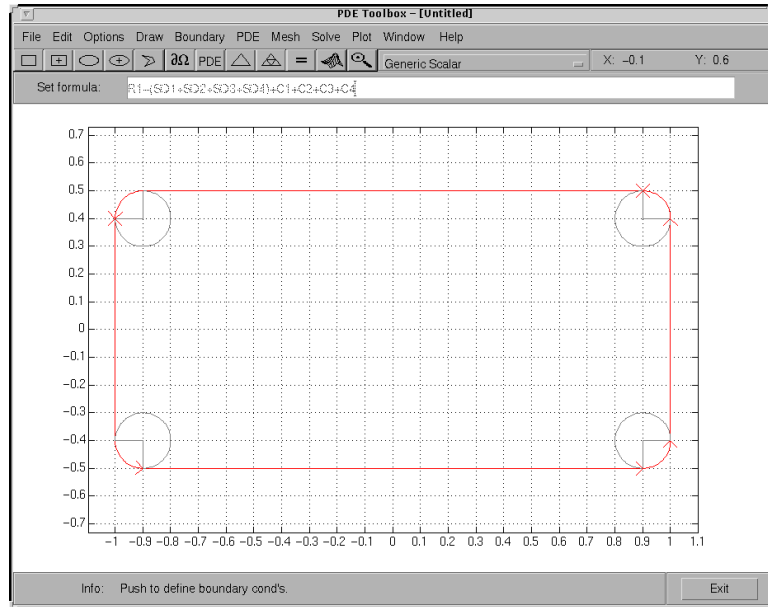 PDE Toolbox – [Untitled]
File Edit Options Draw Boundary PDE Mesh Solve Plot Window Help
∂Ω PDE = Generic Scalar X: −0.1 Y: 0.6
Set formula: R1−(SQ1+SQ2+SQ3+SQ4)+C1+C2+C3+C4
0.7
0.6
0.5
0.4
0.3
0.2
0.1
0
−0.1
−0.2
−0.3
−0.4
−0.5
−0.6
−0.7
−1 −0.9 −0.8 −0.7 −0.6 −0.5 −0.4 −0.3 −0.2 −0.1 0 0.1 0.2 0.3 0.4 0.5 0.6 0.7 0.8 0.9 1 1.1
Info: Push to define boundary cond's. Exit